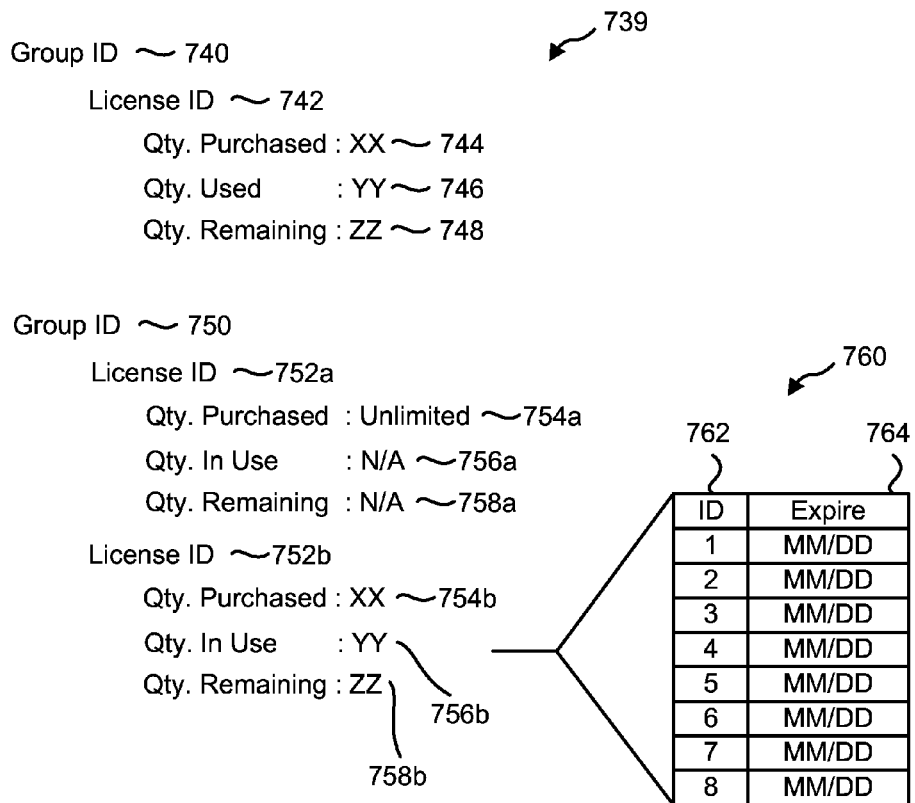 739
Group ID ~ 740
License ID ~ 742
Qty. Purchased : XX ~ 744
Qty. Used : YY ~ 746
Qty. Remaining : ZZ ~ 748
Group ID ~ 750
760
License ID ~ 752a
Qty. Purchased : Unlimited ~ 754a
762 764
Qty. In Use : N/A ~ 756a
Qty. Remaining : N/A ~ 758a
License ID ~ 752b
Qty. Purchased : XX ~ 754b
Qty. In Use : YY
Qty. Remaining : ZZ
756b
758b
ID Expire
1 MM/DD
2 MM/DD
3 MM/DD
4 MM/DD
5 MM/DD
6 MM/DD
7 MM/DD
8 MM/DD